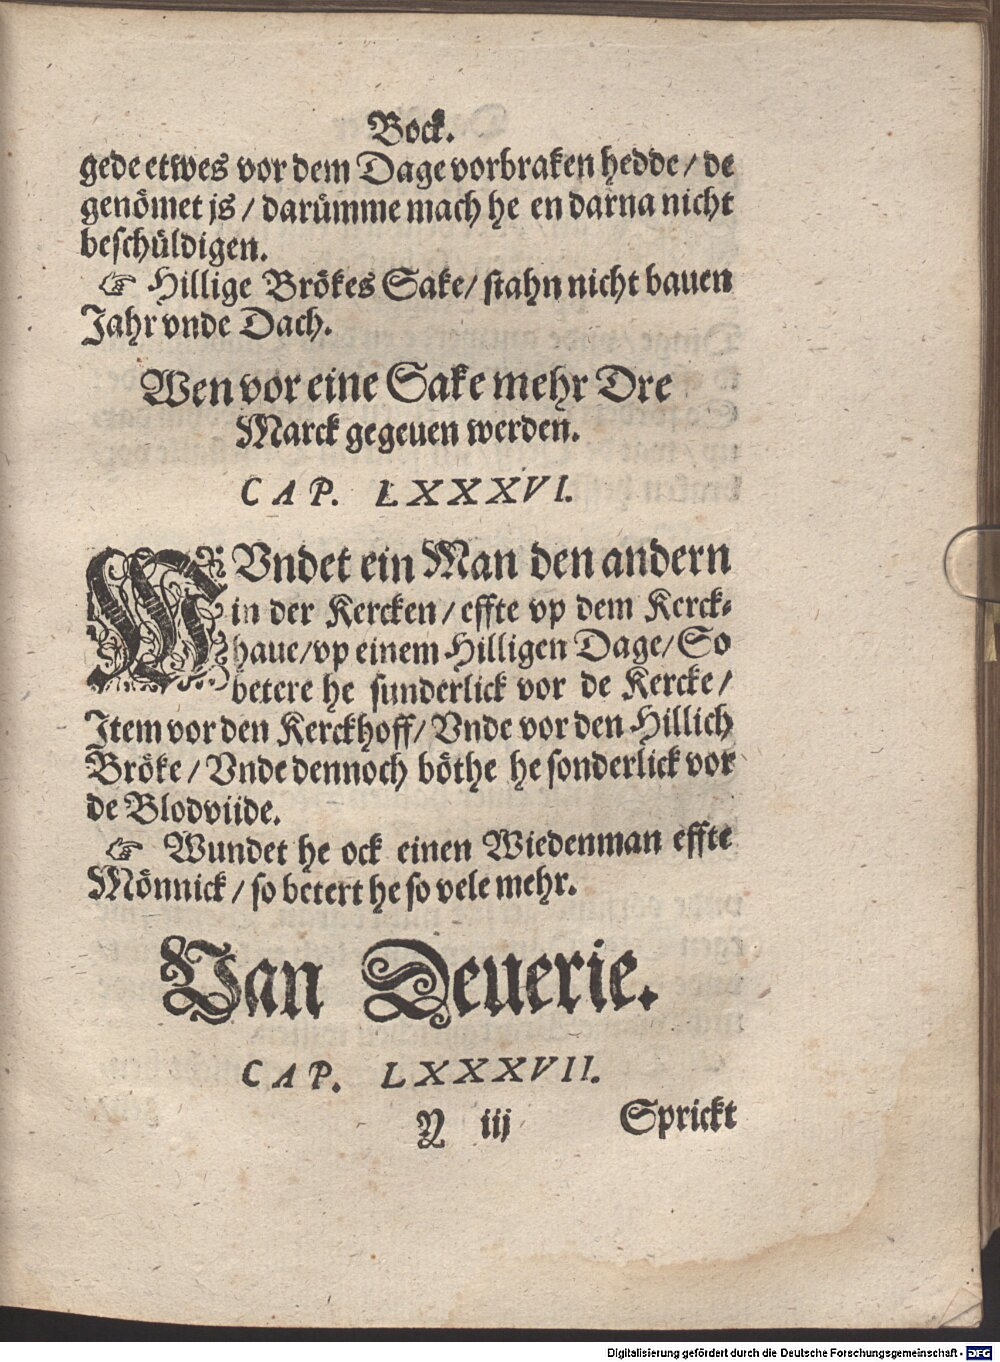 Bock.
gede etwes vor dem Dage vorbraken hedde / de
genömet js / darümme mach he en darna nicht
beschüldigen.
☞ Hillige Brökes Sake / stahn nicht bauen
Jahr vnde Dach.
Wen vor eine Sake mehr Dre
Marck gegeuen werden.
CAP. LXXXVI.
WVndet ein Man den andern
in der Kercken / effte vp dem Kerck-
haue / vp einem Hilligen Dage / So
betere he sunderlick vor de Kercke /
Item vor den Kerckhoff / Vnde vor den Hillich
Bröke / Vnde dennoch böthe he sonderlick vor
de Blodviide.
☞ Wundet he ock einen Wiedenman effte
Mönnick / so betert he so vele mehr.
Van Deuerie.
CAP. LXXXVII.
Y iij Sprickt
Digitalisierung gefördert durch die Deutsche Forschungsgemeinschaft - DFG